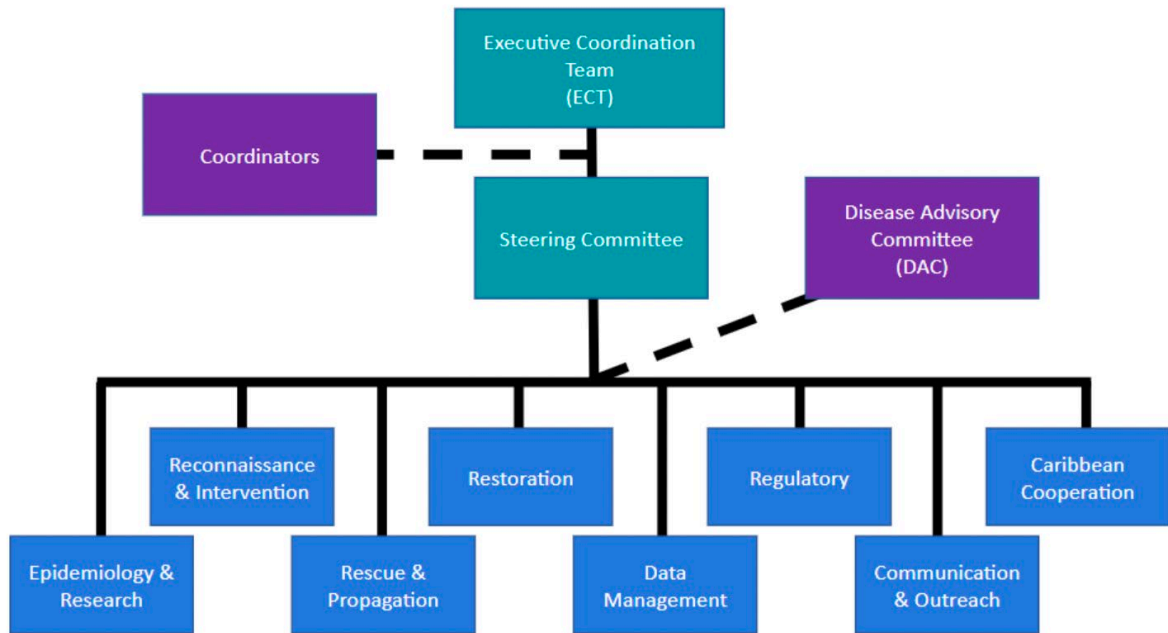 Executive Coordination
Team
(ECT)
Coordinators
Steering Committee
Disease Advisory
Committee
(DAC)
Reconnaissance
& Intervention
Restoration
Regulatory
Caribbean
Cooperation
Epidemiology &
Research
Rescue &
Propagation
Data
Management
Communication
& Outreach